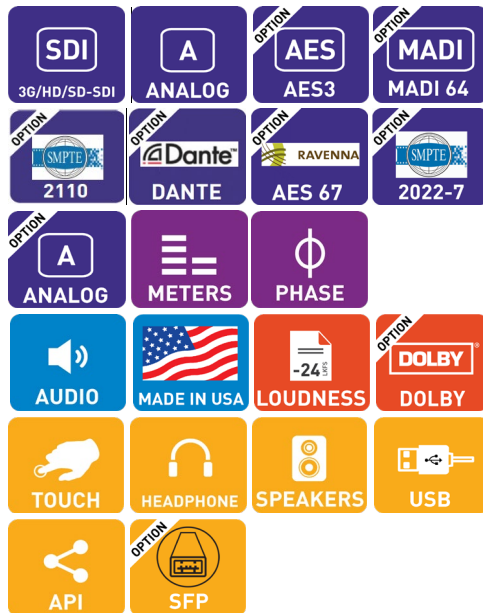 SDI
3G/HD/SD-SDI
A
ANALOG
OPTION
AES
AES3
OPTION
MADI
MADI 64
OPTION
SMPTE
2110
OPTION
Dante™
DANTE
OPTION
RAVENNA
AES 67
OPTION
SMPTE
2022-7
OPTION
A
ANALOG
METERS
PHASE
AUDIO
MADE IN USA
-24 LKFS
LOUDNESS
OPTION
DOLBY
DOLBY
TOUCH
HEADPHONE
SPEAKERS
USB
API
OPTION
SFP